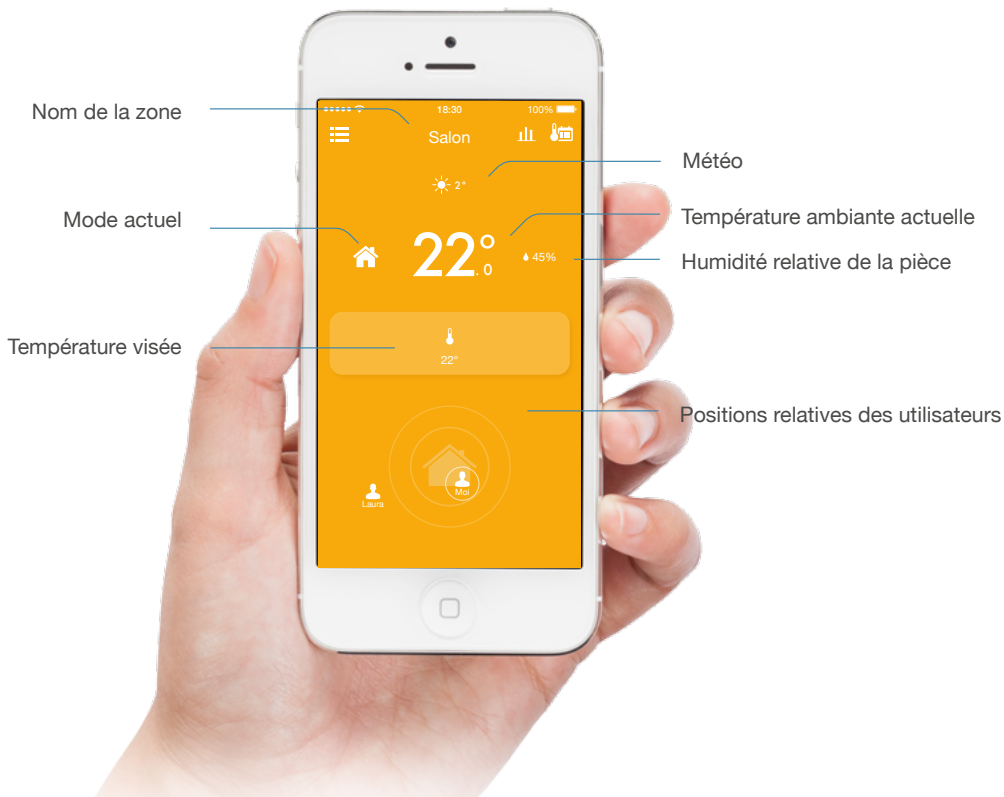 18:30
100%
Nom de la zone
Salon
Météo
2°
Mode actuel
Température ambiante actuelle
22.0°
45%
Humidité relative de la pièce
Température visée
22°
Positions relatives des utilisateurs
Moi
Laura